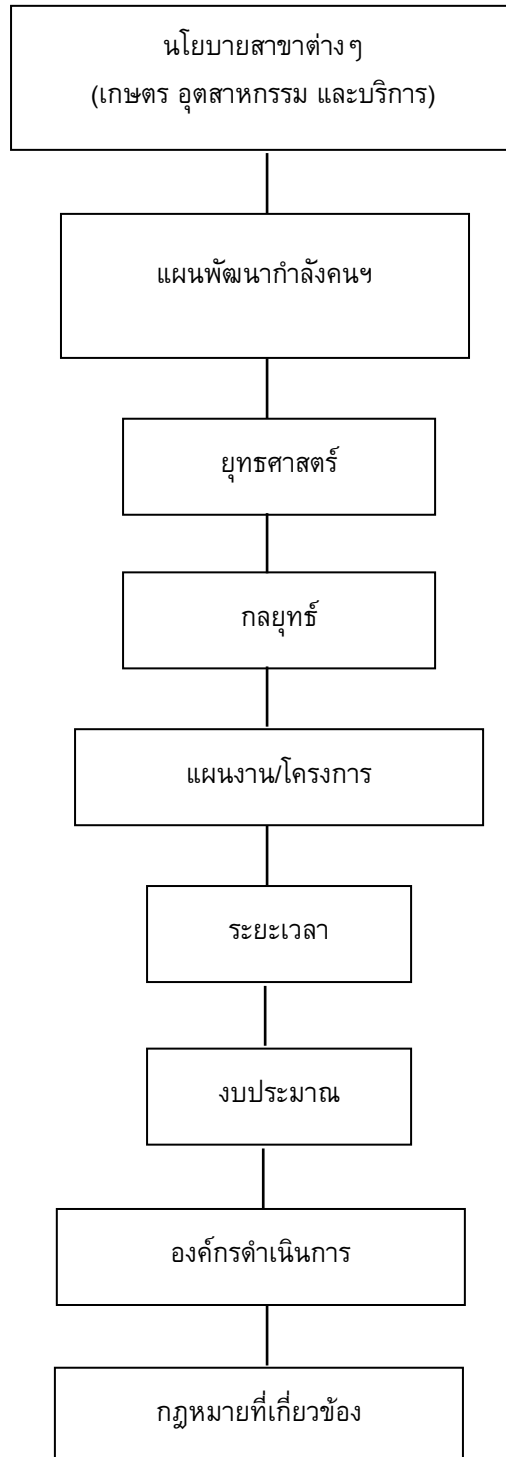 นโยบายสาขาต่าง ๆ
(เกษตร อุตสาหกรรม และบริการ)
แผนพัฒนากำลังคนฯ
ยุทธศาสตร์
กลยุทธ์
แผนงาน/โครงการ
ระยะเวลา
งบประมาณ
องค์กรดำเนินการ
กฎหมายที่เกี่ยวข้อง